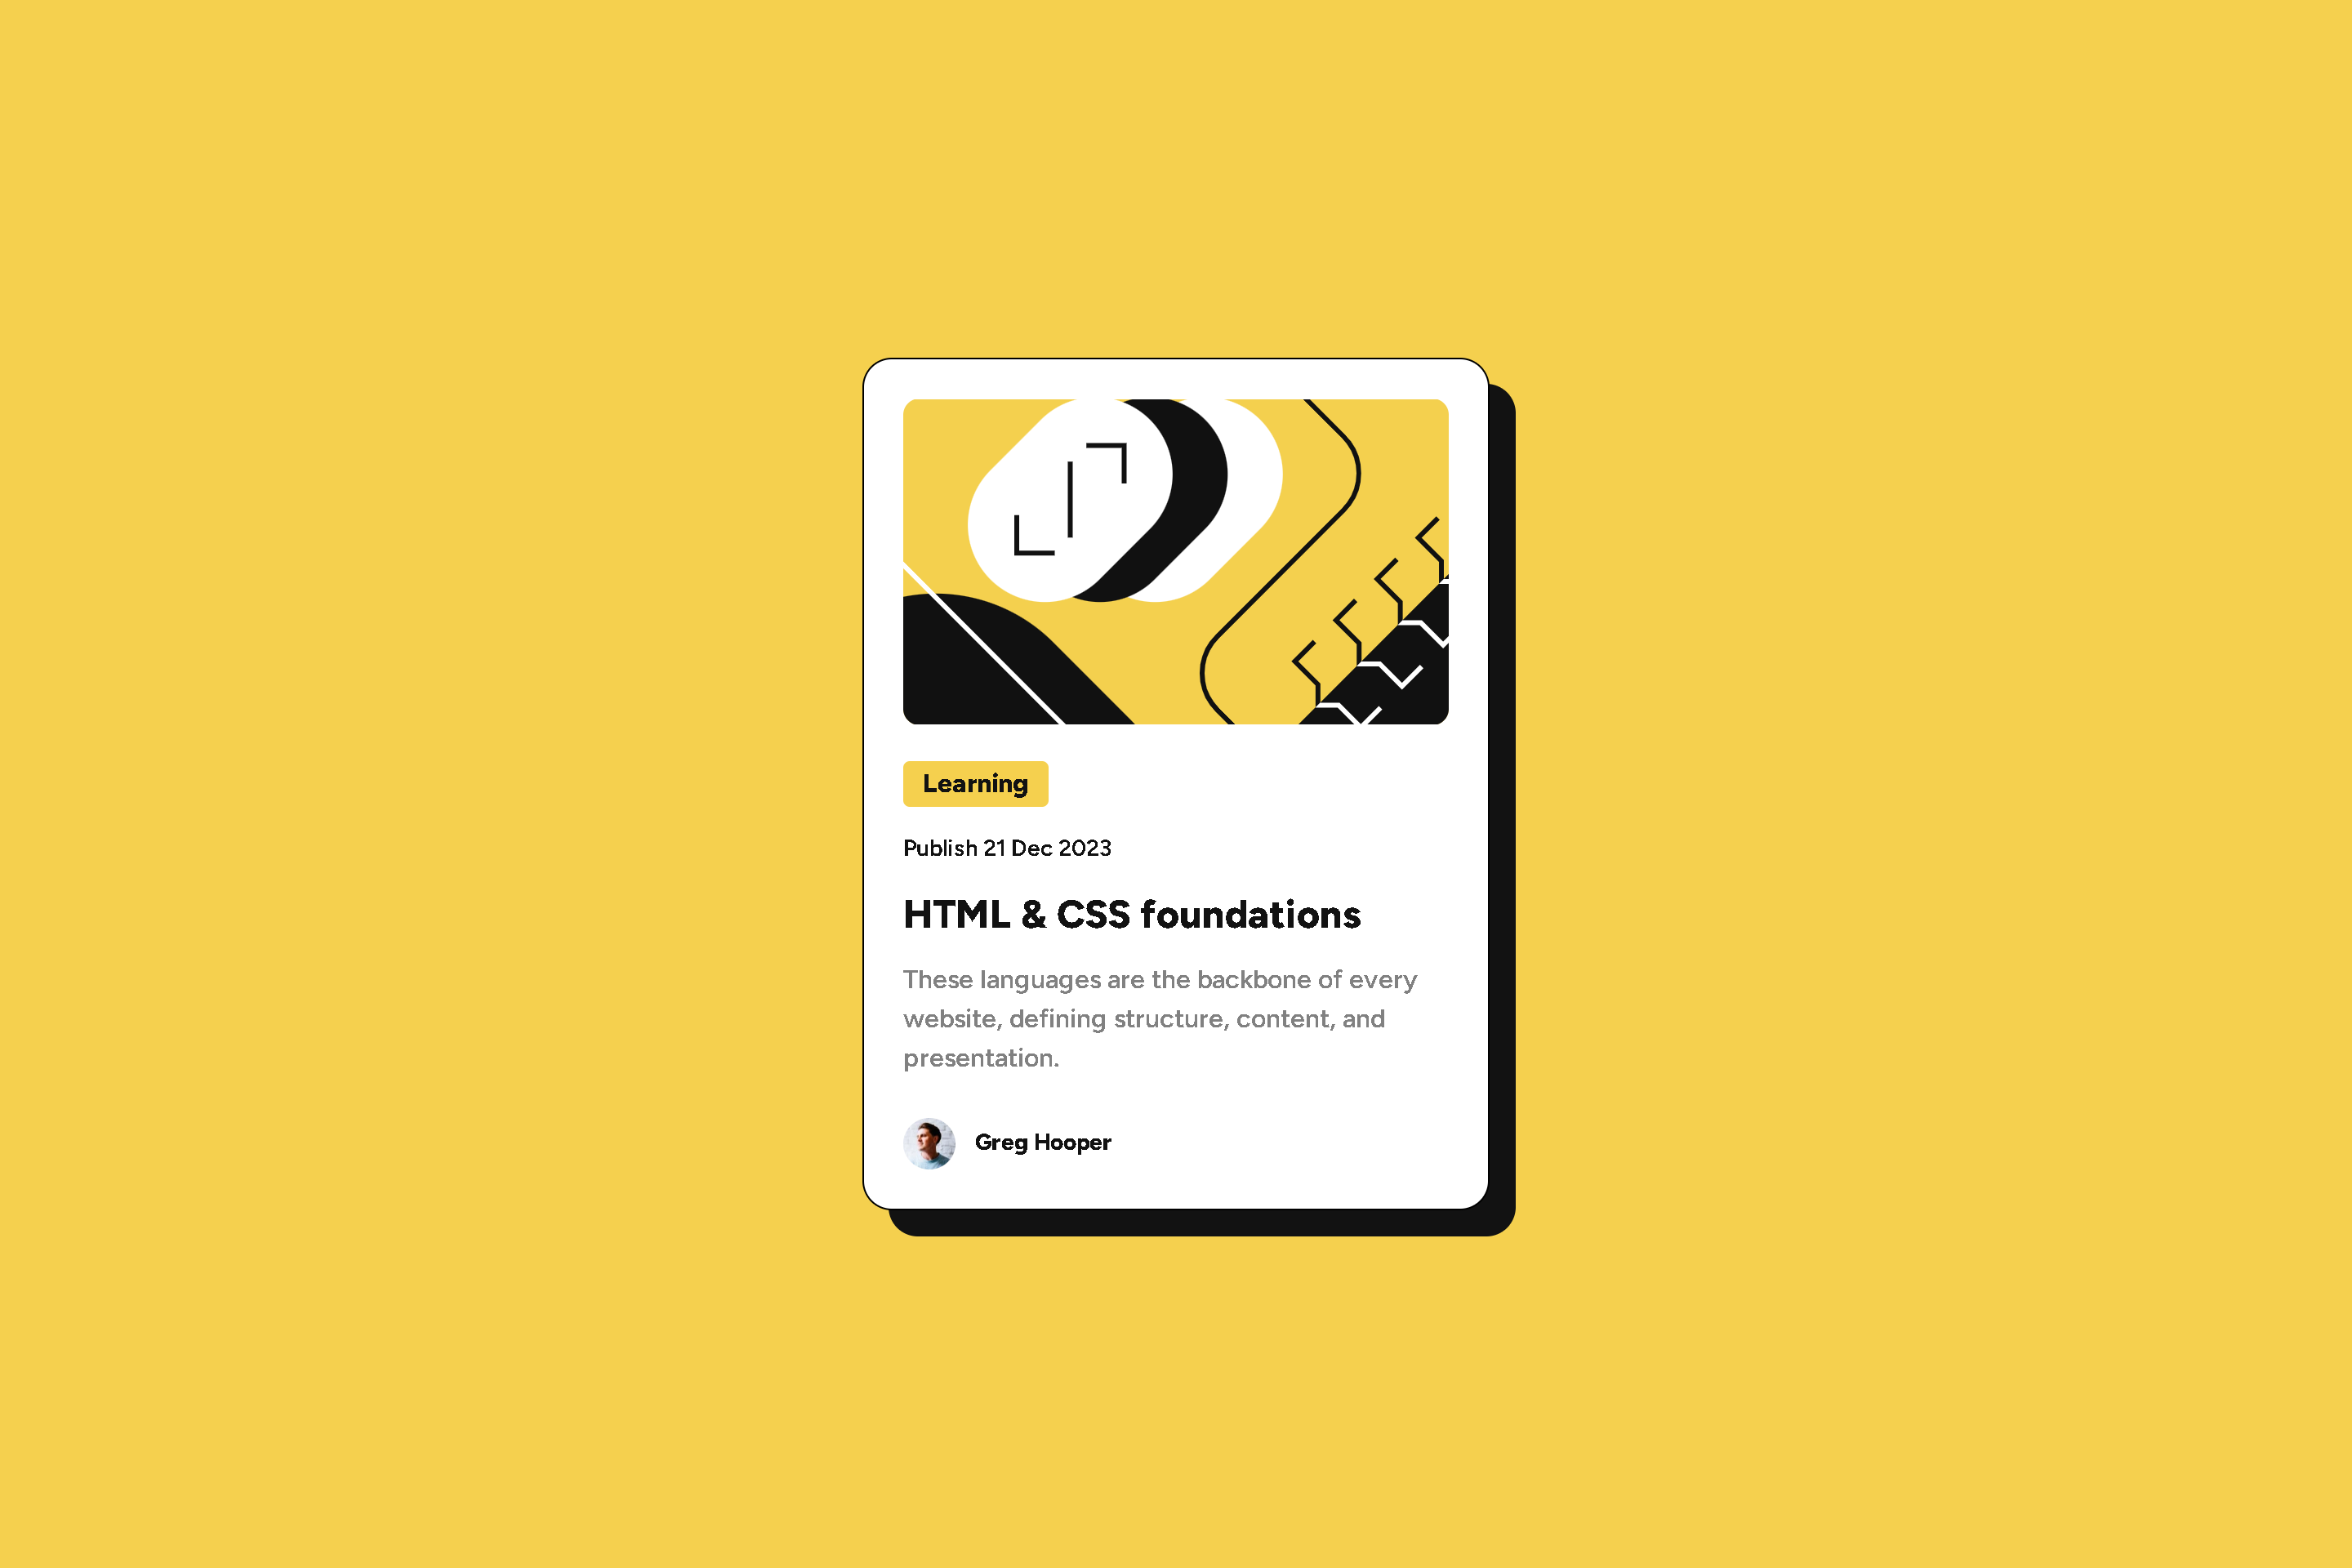 Learning
Publish 21 Dec 2023
HTML & CSS foundations
These languages are the backbone of every
website, defining structure, content, and
presentation.
Greg Hooper